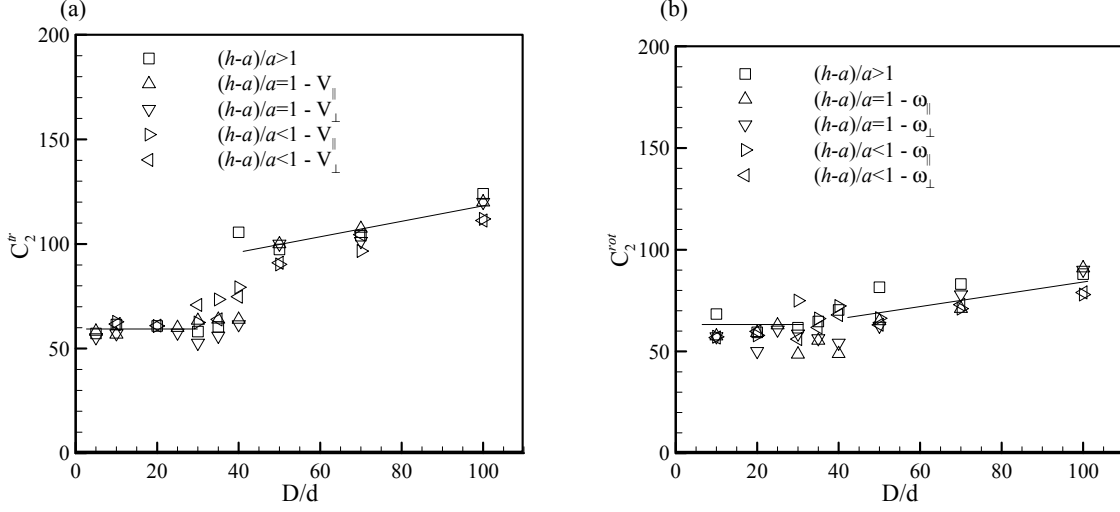 (a)
200
150
100
50
0
C₂ᵗʳ
(h-a)/a>1
(h-a)/a=1 - V∥
(h-a)/a=1 - V⊥
(h-a)/a<1 - V∥
(h-a)/a<1 - V⊥
0 20 40 60 80 100
D/d
(b)
200
150
100
50
0
C₂ʳᵒᵗ
(h-a)/a>1
(h-a)/a=1 - ω∥
(h-a)/a=1 - ω⊥
(h-a)/a<1 - ω∥
(h-a)/a<1 - ω⊥
0 20 40 60 80 100
D/d